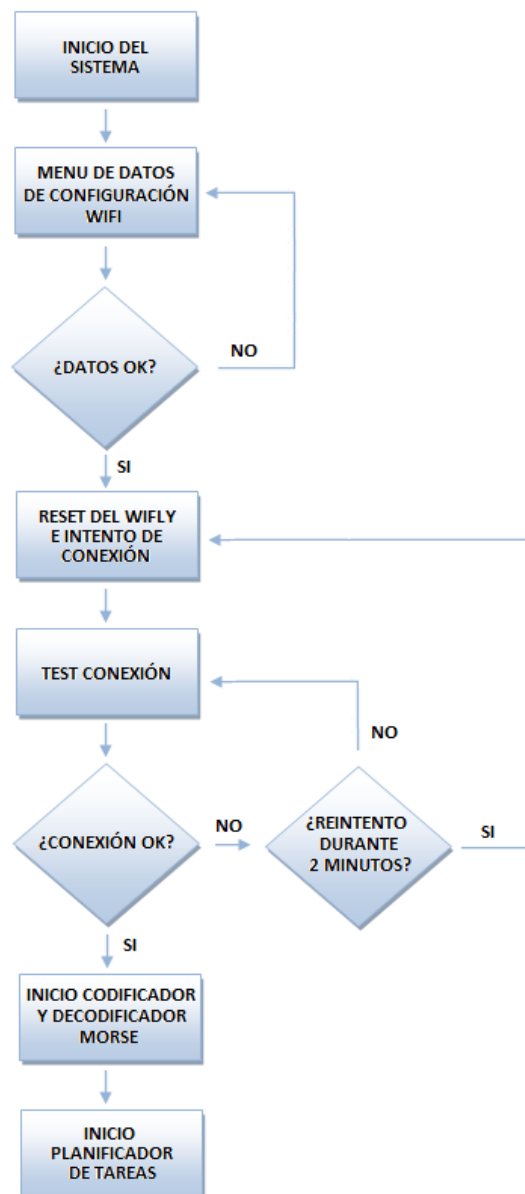 INICIO DEL
SISTEMA
MENU DE DATOS
DE CONFIGURACIÓN
WIFI
¿DATOS OK?
NO
SI
RESET DEL WIFLY
E INTENTO DE
CONEXIÓN
TEST CONEXIÓN
NO
¿CONEXIÓN OK?
NO
¿REINTENTO
DURANTE
2 MINUTOS?
SI
SI
INICIO CODIFICADOR
Y DECODIFICADOR
MORSE
INICIO
PLANIFICADOR
DE TAREAS